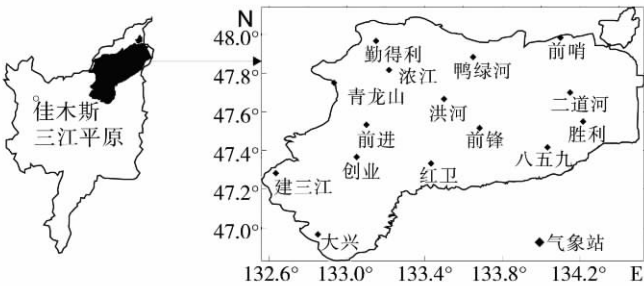 佳木斯
三江平原
N
48.0°
47.8°
47.6°
47.4°
47.2°
47.0°
勤得利
浓江
鸭绿河
前哨
青龙山
洪河
二道河
前进
前锋
胜利
创业
红卫
八五九
建三江
大兴
气象站
132.6° 133.0° 133.4° 133.8° 134.2° E